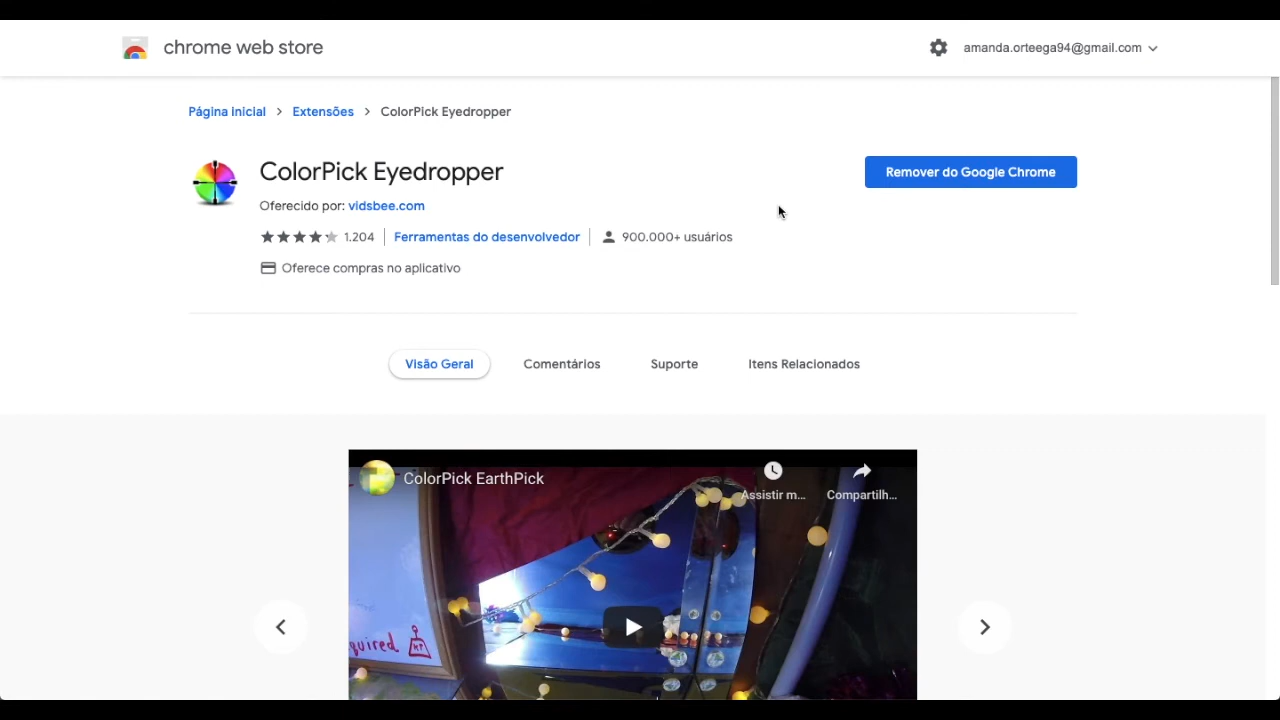 chrome web store
amanda.orteega94@gmail.com
Página inicial > Extensões > ColorPick Eyedropper
ColorPick Eyedropper
Remover do Google Chrome
Oferecido por: vidsbee.com
1.204 Ferramentas do desenvolvedor 900.000+ usuários
Oferece compras no aplicativo
Visão Geral Comentários Suporte Itens Relacionados
ColorPick EarthPick
Assistir m... Compartilh...
quired